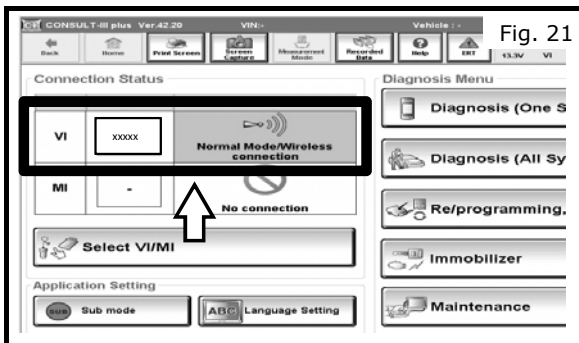 CONSULT-III plus Ver.42.20 VIN:- Vehicle : -
Fig. 21
Back Home Print Screen Screen Capture Measurement Mode Recorded Data Help ERT 13.3V VI
Connection Status
Diagnosis Menu
VI xxxxx Normal Mode/Wireless connection
MI - No connection
Select VI/MI
Application Setting
SUB Sub mode
ABC Language Setting
Diagnosis (One S
Diagnosis (All Sy
Re/programming,
Immobilizer
Maintenance